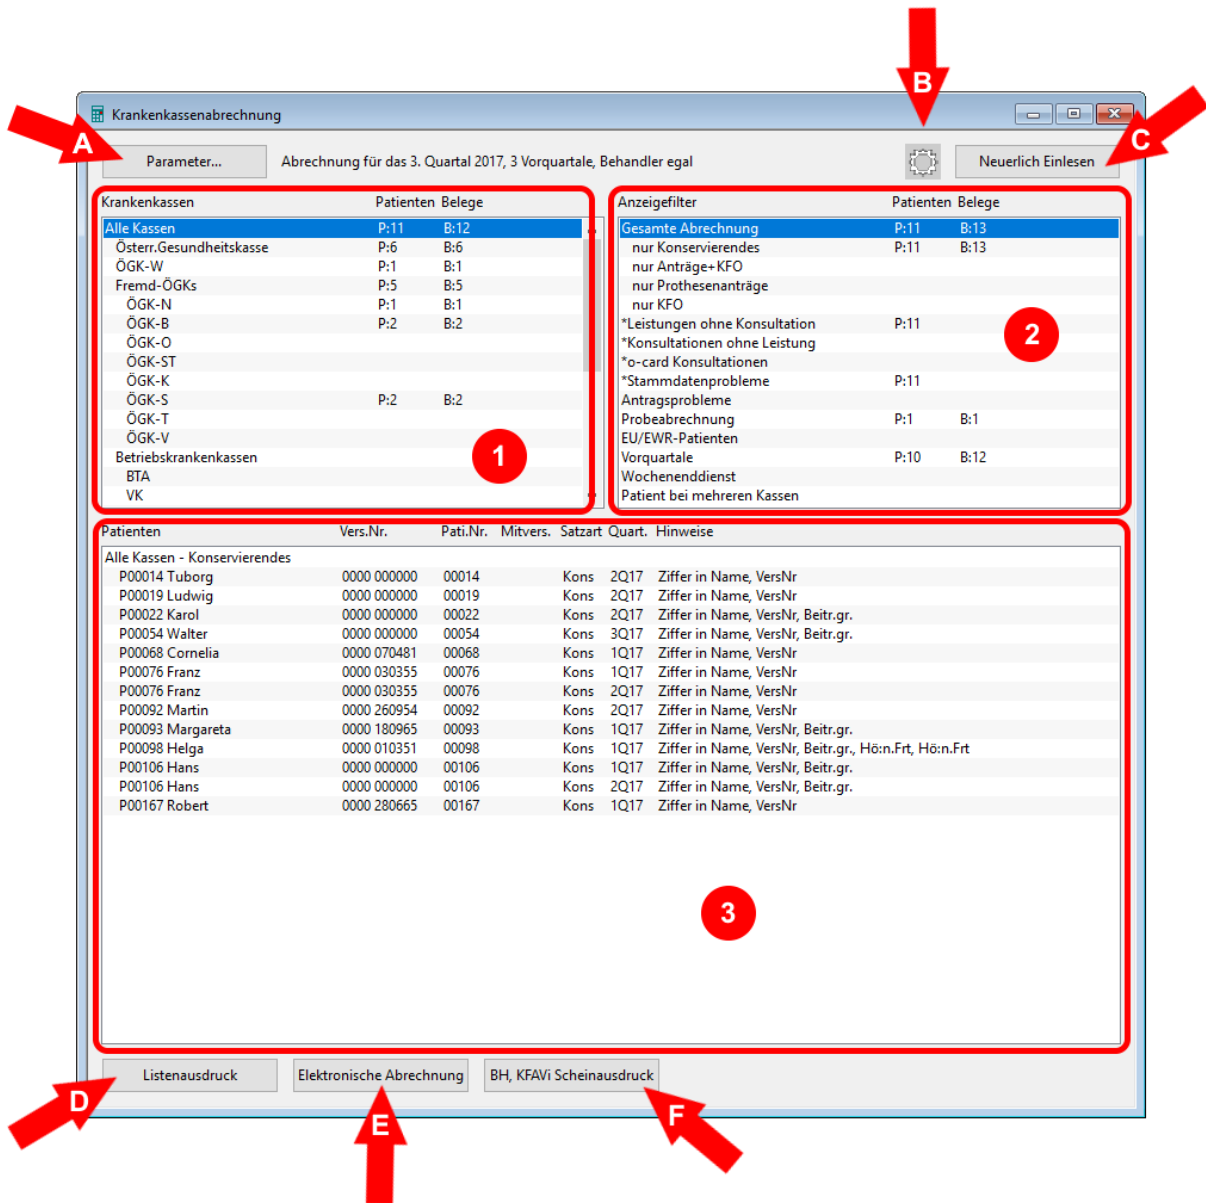 B
Krankenkassenabrechnung
A
C
Parameter... Abrechnung für das 3. Quartal 2017, 3 Vorquartale, Behandler egal Neuerlich Einlesen
Krankenkassen Patienten Belege
Alle Kassen P:11 B:12
Österr.Gesundheitskasse P:6 B:6
ÖGK-W P:1 B:1
Fremd-ÖGKs P:5 B:5
ÖGK-N P:1 B:1
ÖGK-B P:2 B:2
ÖGK-O
ÖGK-ST
ÖGK-K
ÖGK-S P:2 B:2
ÖGK-T
ÖGK-V
Betriebskrankenkassen
BTA
VK
1
Anzeigefilter Patienten Belege
Gesamte Abrechnung P:11 B:13
nur Konservierendes P:11 B:13
nur Anträge+KFO
nur Prothesenanträge
nur KFO
*Leistungen ohne Konsultation P:11
*Konsultationen ohne Leistung
*o-card Konsultationen
*Stammdatenprobleme P:11
Antragsprobleme
Probeabrechnung P:1 B:1
EU/EWR-Patienten
Vorquartale P:10 B:12
Wochenenddienst
Patient bei mehreren Kassen
2
Patienten Vers.Nr. Pati.Nr. Mitvers. Satzart Quart. Hinweise
Alle Kassen - Konservierendes
P00014 Tuborg 0000 000000 00014 Kons 2Q17 Ziffer in Name, VersNr
P00019 Ludwig 0000 000000 00019 Kons 2Q17 Ziffer in Name, VersNr
P00022 Karol 0000 000000 00022 Kons 2Q17 Ziffer in Name, VersNr, Beitr.gr.
P00054 Walter 0000 000000 00054 Kons 3Q17 Ziffer in Name, VersNr, Beitr.gr.
P00068 Cornelia 0000 070481 00068 Kons 1Q17 Ziffer in Name, VersNr
P00076 Franz 0000 030355 00076 Kons 1Q17 Ziffer in Name, VersNr
P00076 Franz 0000 030355 00076 Kons 2Q17 Ziffer in Name, VersNr
P00092 Martin 0000 260954 00092 Kons 2Q17 Ziffer in Name, VersNr
P00093 Margareta 0000 180965 00093 Kons 1Q17 Ziffer in Name, VersNr, Beitr.gr.
P00098 Helga 0000 010351 00098 Kons 1Q17 Ziffer in Name, VersNr, Beitr.gr., Hö:n.Frt, Hö:n.Frt
P00106 Hans 0000 000000 00106 Kons 1Q17 Ziffer in Name, VersNr, Beitr.gr.
P00106 Hans 0000 000000 00106 Kons 2Q17 Ziffer in Name, VersNr, Beitr.gr.
P00167 Robert 0000 280665 00167 Kons 1Q17 Ziffer in Name, VersNr
3
Listenausdruck Elektronische Abrechnung BH, KFAVi Scheinausdruck
D
E
F